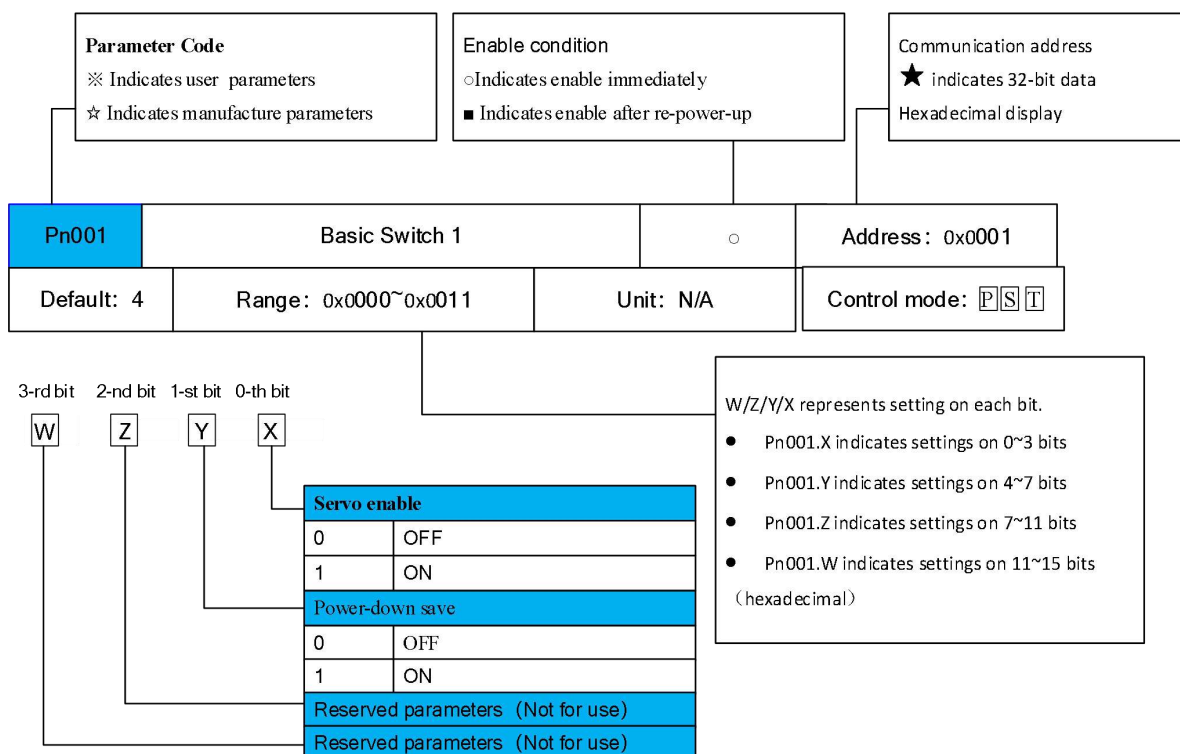 Parameter Code
※ Indicates user parameters
☆ Indicates manufacture parameters
Enable condition
○Indicates enable immediately
■ Indicates enable after re-power-up
Communication address
★ indicates 32-bit data
Hexadecimal display
Pn001 Basic Switch 1 ○ Address: 0x0001
Default: 4 Range: 0x0000~0x0011 Unit: N/A Control mode: P S T
3-rd bit 2-nd bit 1-st bit 0-th bit
W Z Y X
W/Z/Y/X represents setting on each bit.
● Pn001.X indicates settings on 0~3 bits
● Pn001.Y indicates settings on 4~7 bits
● Pn001.Z indicates settings on 7~11 bits
● Pn001.W indicates settings on 11~15 bits
（hexadecimal）
Servo enable
0 OFF
1 ON
Power-down save
0 OFF
1 ON
Reserved parameters（Not for use）
Reserved parameters（Not for use）